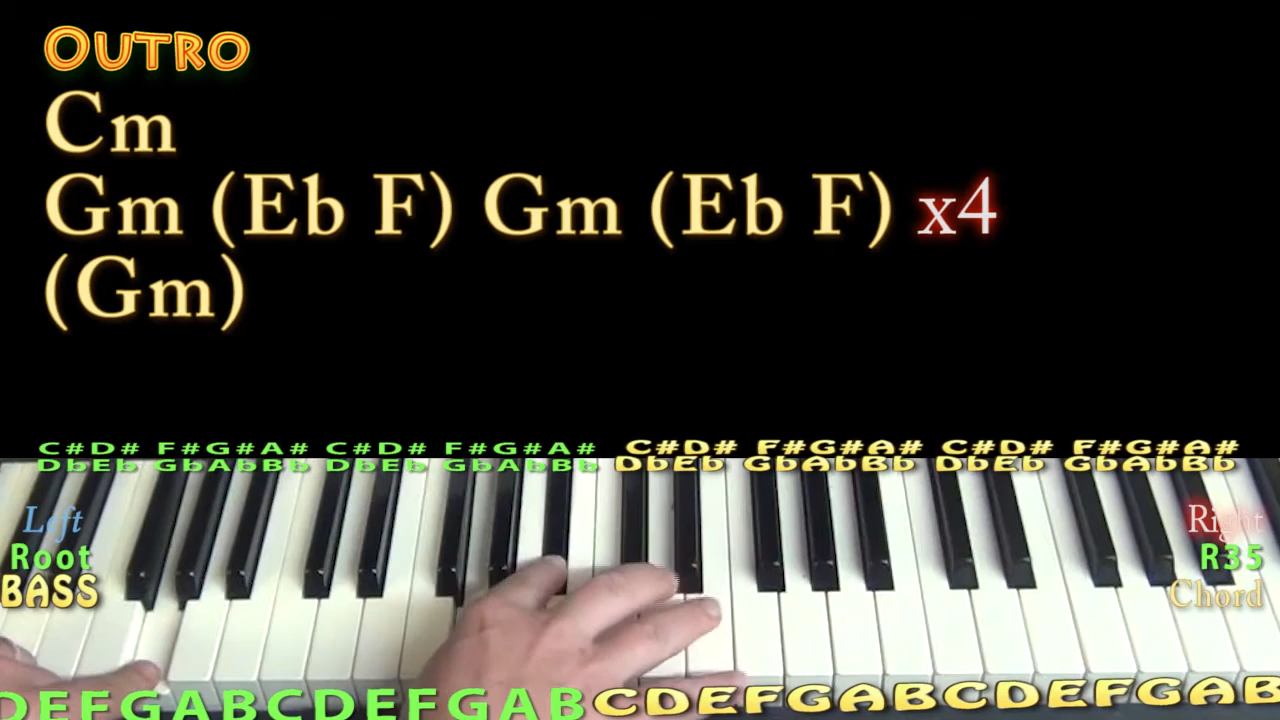 OUTRO
Cm
Gm (Eb F) Gm (Eb F) x4
(Gm)
C#D# F#G#A# C#D# F#G#A# C#D# F#G#A# C#D# F#G#A#
DbEb GbAbBb DbEb GbAbBb DbEb GbAbBb DbEb GbAbBb
Left
Root
BASS
Right
R35
Chord
DEFGABCDEFGABCDEFGABCDEFGAB